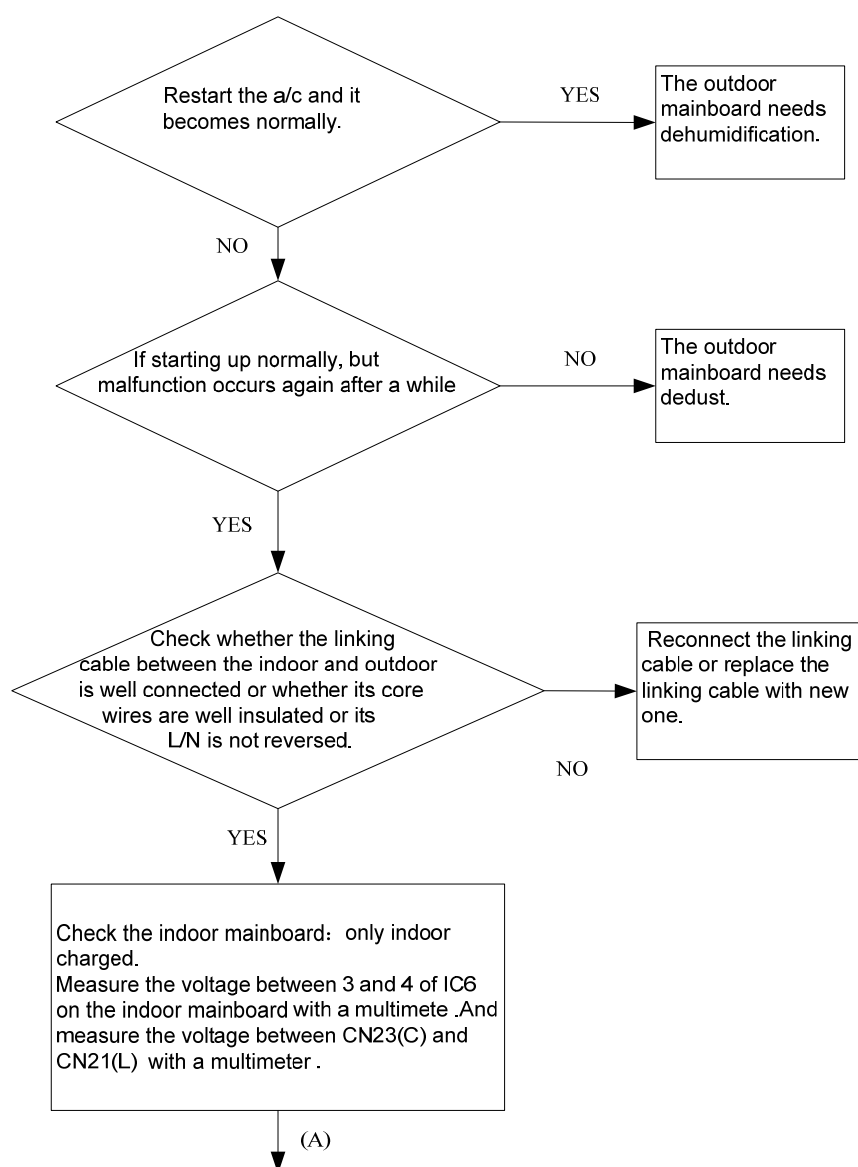 Restart the a/c and it
becomes normally.
YES
The outdoor
mainboard needs
dehumidification.
NO
If starting up normally, but
malfunction occurs again after a while
NO
The outdoor
mainboard needs
dedust.
YES
Check whether the linking
cable between the indoor and outdoor
is well connected or whether its core
wires are well insulated or its
L/N is not reversed.
Reconnect the linking
cable or replace the
linking cable with new
one.
NO
YES
Check the indoor mainboard：only indoor
charged.
Measure the voltage between 3 and 4 of IC6
on the indoor mainboard with a multimete .And
measure the voltage between CN23(C) and
CN21(L) with a multimeter .
(A)